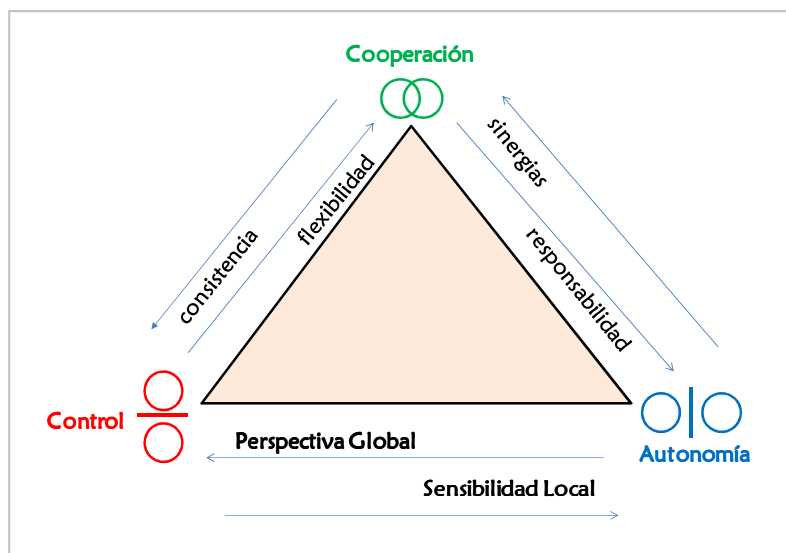 Cooperación
sinergias
flexibilidad
consistencia
responsabilidad
Control
Perspectiva Global
Autonomía
Sensibilidad Local